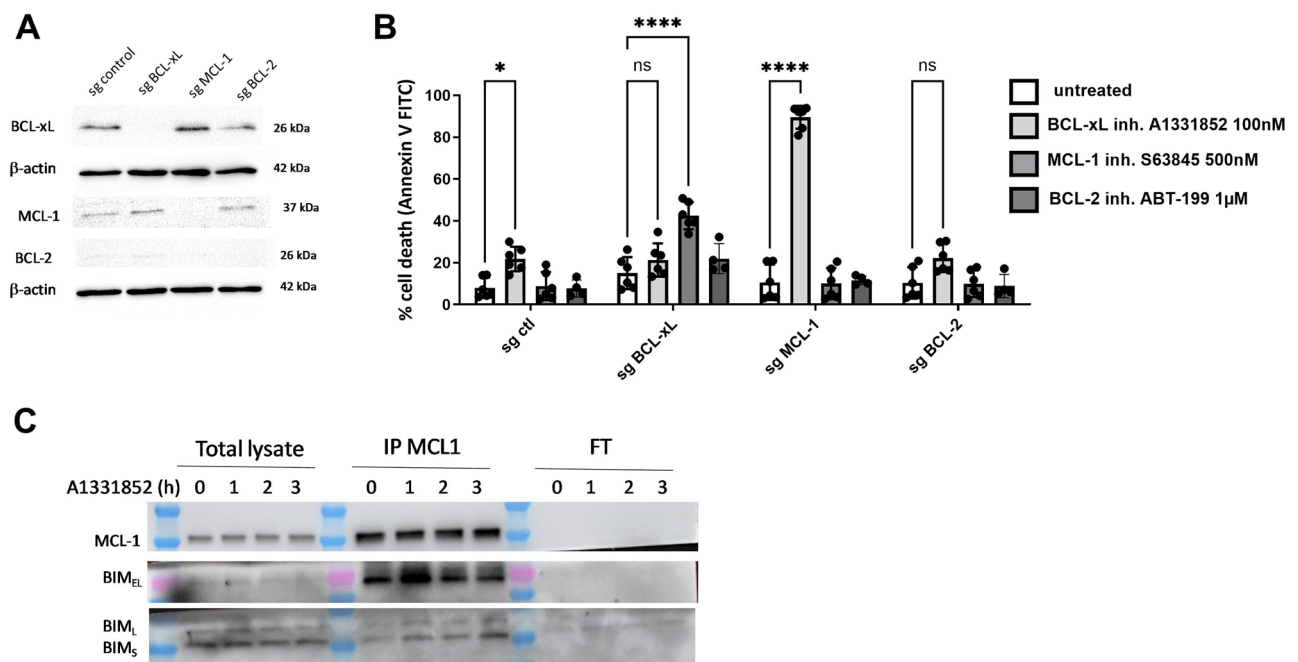 A
sg control
sg BCL-xL
sg MCL-1
sg BCL-2
BCL-xL
26 kDa
β-actin
42 kDa
MCL-1
37 kDa
BCL-2
26 kDa
β-actin
42 kDa
B
% cell death (Annexin V FITC)
100
80
60
40
20
0
*
ns
****
****
ns
sg ctl
sg BCL-xL
sg MCL-1
sg BCL-2
untreated
BCL-xL inh. A1331852 100nM
MCL-1 inh. S63845 500nM
BCL-2 inh. ABT-199 1µM
C
Total lysate IP MCL1 FT
A1331852 (h) 0 1 2 3 0 1 2 3 0 1 2 3
MCL-1
BIMEL
BIML
BIMS